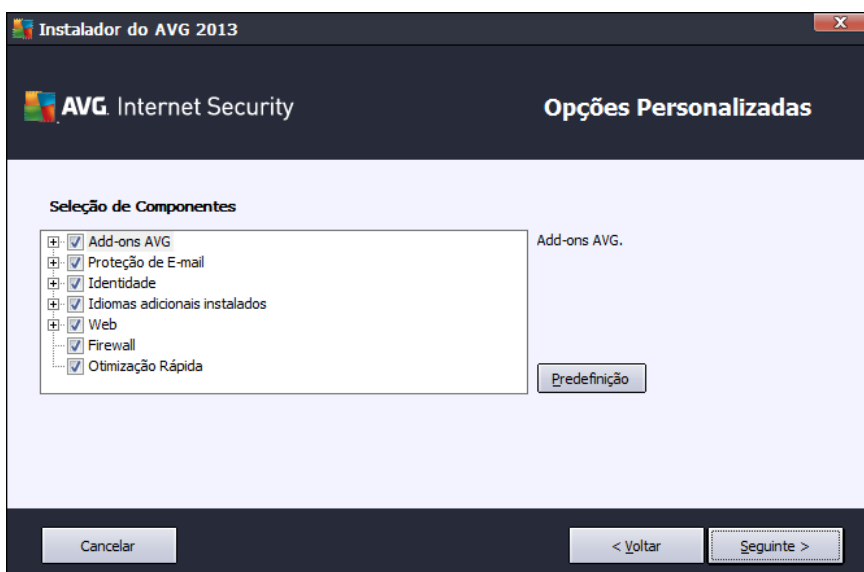 Instalador do AVG 2013
X
AVG. Internet Security
Opções Personalizadas
Seleção de Componentes
Add-ons AVG
Proteção de E-mail
Identidade
Idiomas adicionais instalados
Web
Firewall
Otimização Rápida
Add-ons AVG.
Predefinição
Cancelar
< Voltar
Seguinte >